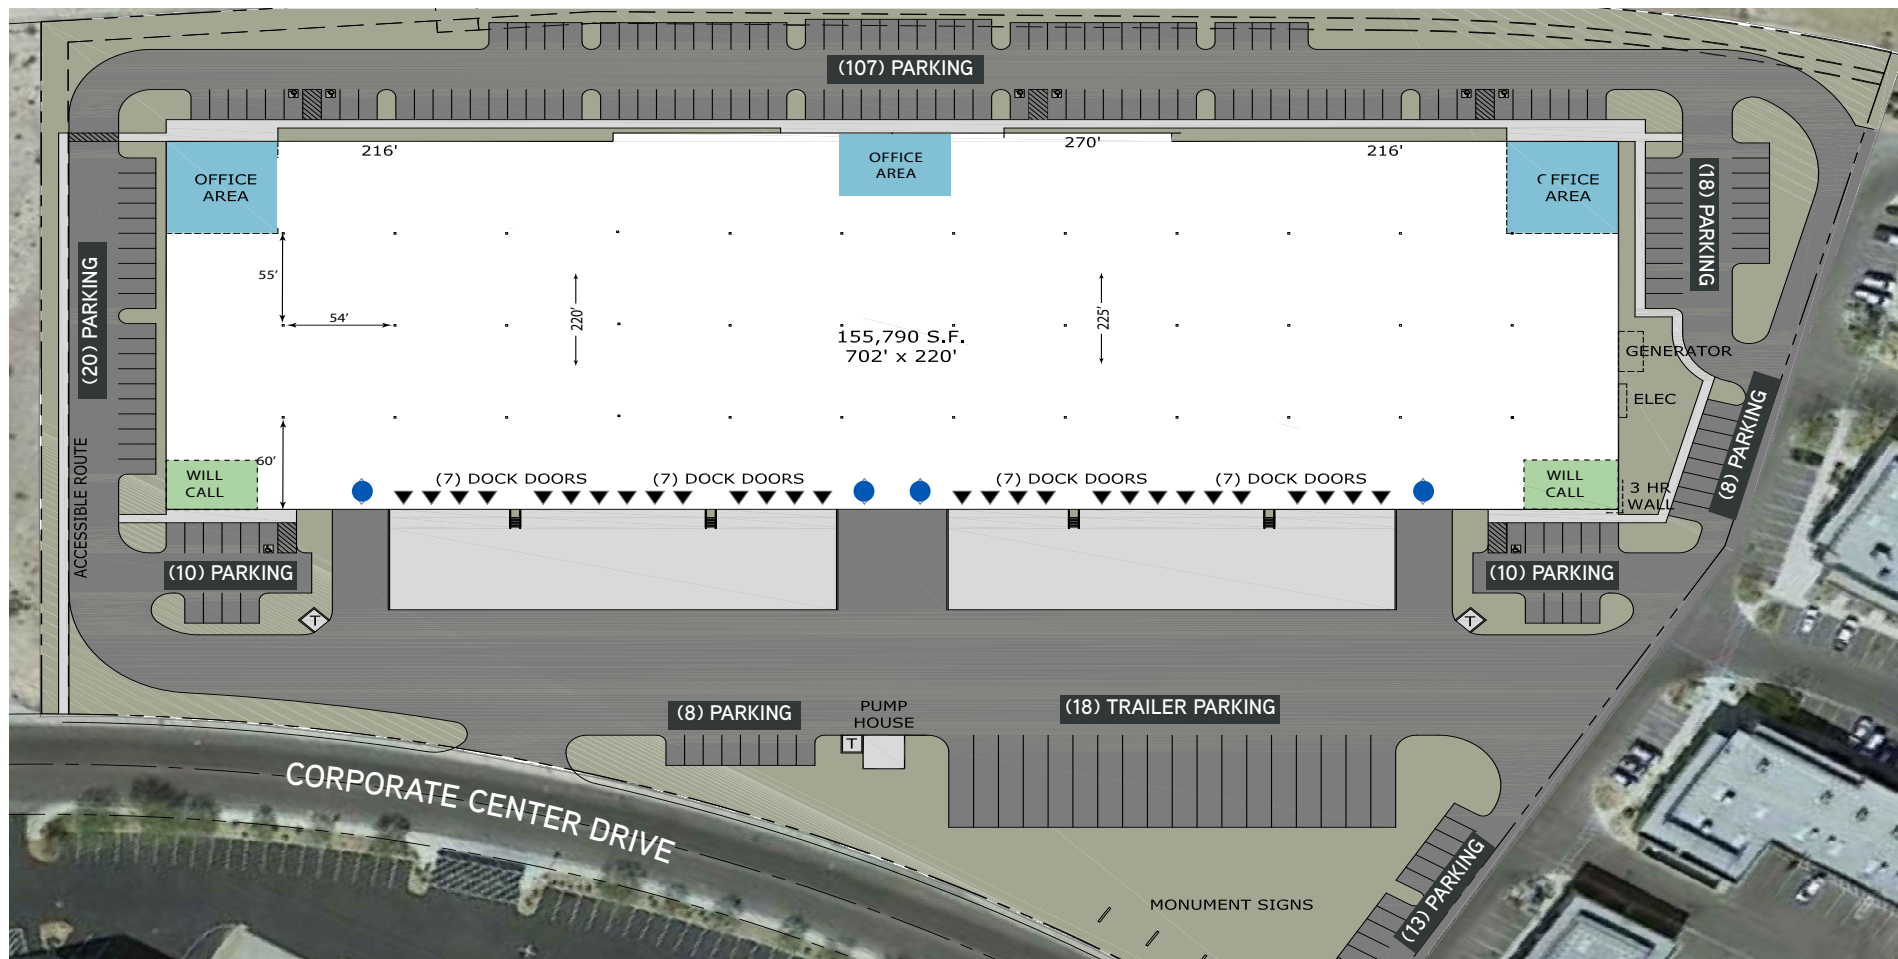 (107) PARKING
216'
270'
216'
OFFICE
AREA
OFFICE
AREA
OFFICE
AREA
(18) PARKING
55'
54'
220'
225'
155,790 S.F.
702' x 220'
(20) PARKING
GENERATOR
ELEC
(8) PARKING
60'
ACCESSIBLE ROUTE
WILL
CALL
(7) DOCK DOORS
(7) DOCK DOORS
(7) DOCK DOORS
(7) DOCK DOORS
WILL
CALL
3 HR
WALL
(10) PARKING
(10) PARKING
T
T
(8) PARKING
PUMP
HOUSE
T
(18) TRAILER PARKING
CORPORATE CENTER DRIVE
(13) PARKING
MONUMENT SIGNS